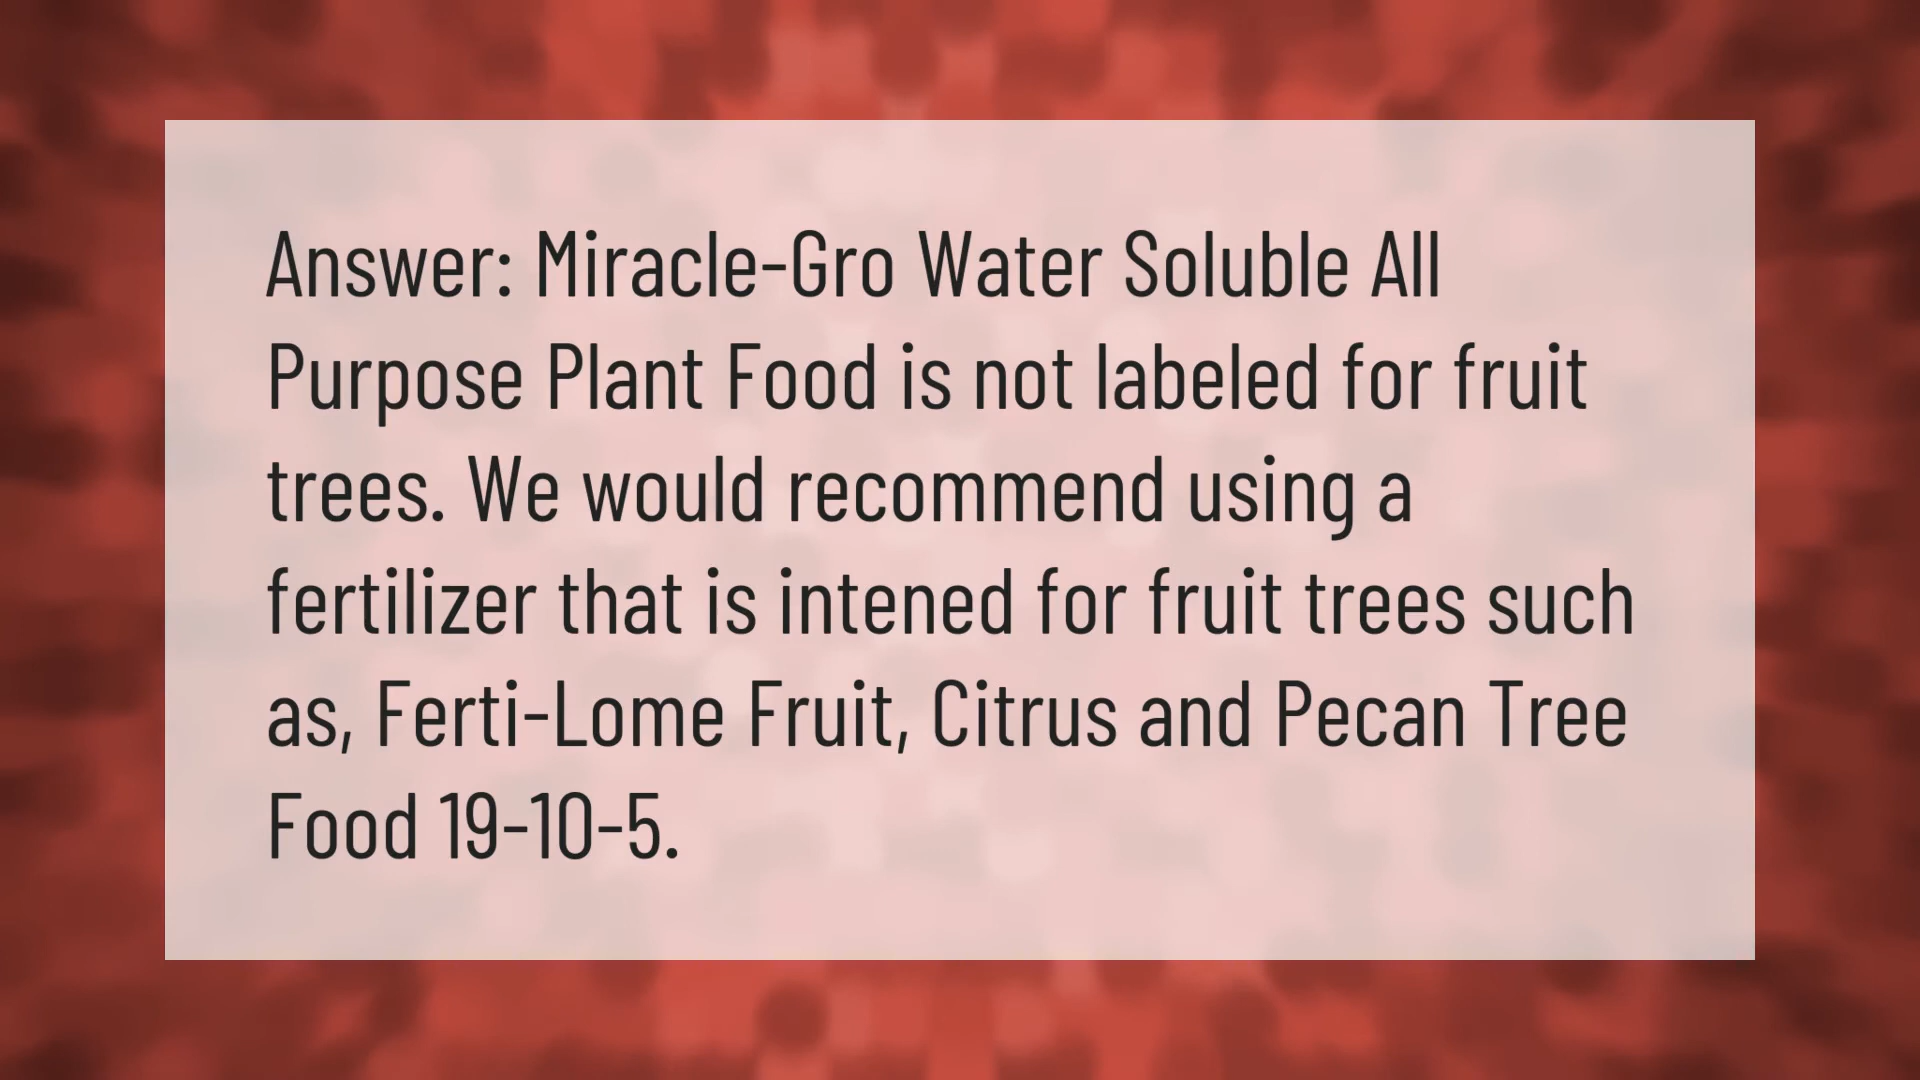 Answer: Miracle-Gro Water Soluble All
Purpose Plant Food is not labeled for fruit
trees. We would recommend using a
fertilizer that is intened for fruit trees such
as, Ferti-Lome Fruit, Citrus and Pecan Tree
Food 19-10-5.